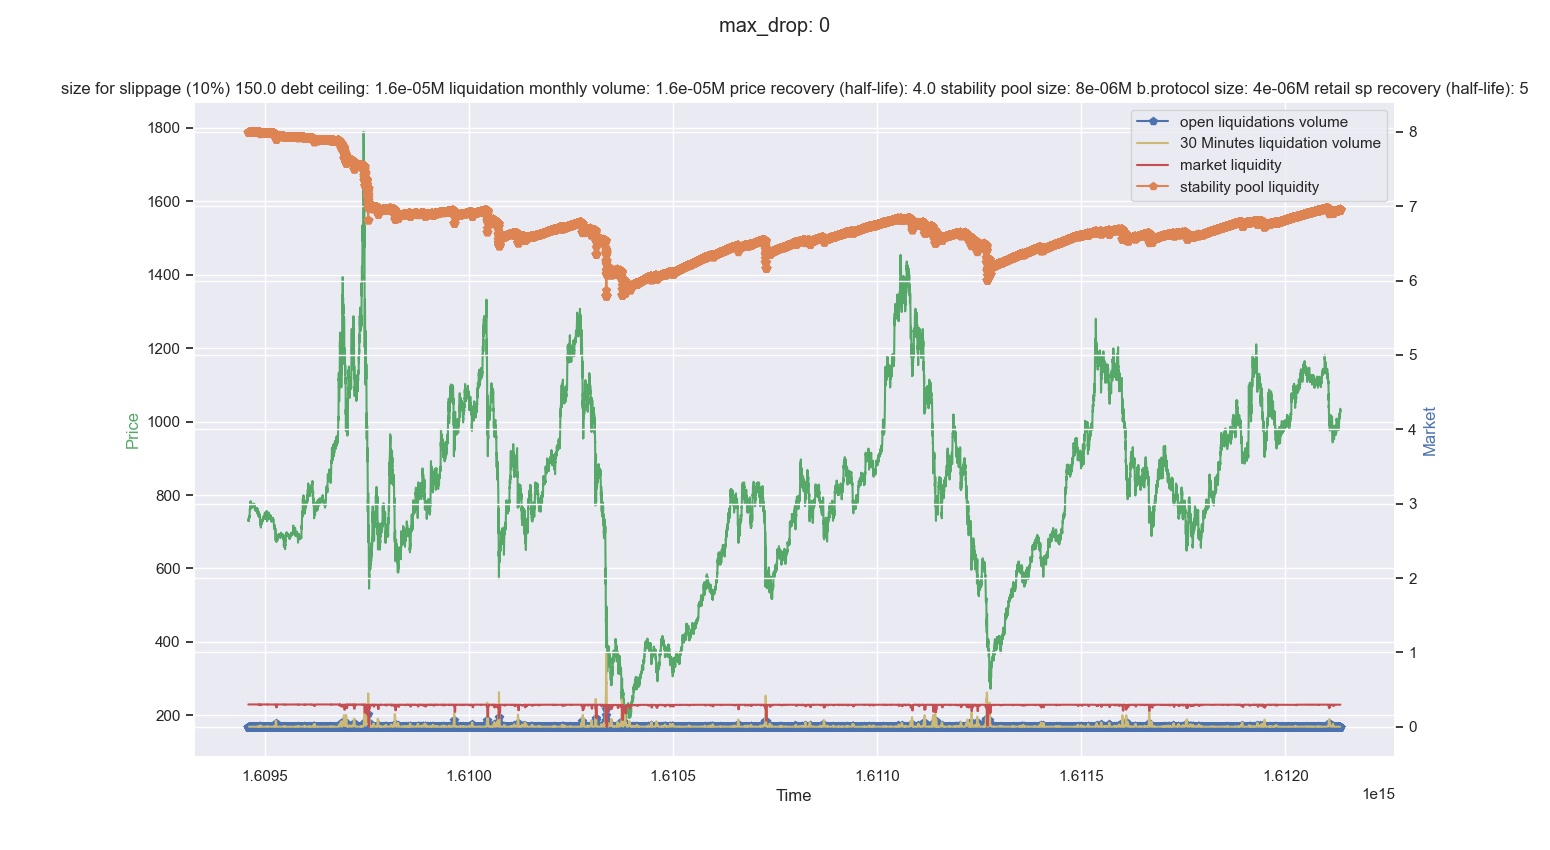 max_drop: 0
size for slippage (10%) 150.0 debt ceiling: 1.6e-05M liquidation monthly volume: 1.6e-05M price recovery (half-life): 4.0 stability pool size: 8e-06M b.protocol size: 4e-06M retail sp recovery (half-life): 5
open liquidations volume
30 Minutes liquidation volume
market liquidity
stability pool liquidity
1800
1600
1400
1200
1000
800
600
400
200
Price
8
7
6
5
4
3
2
1
0
Market
1.6095 1.6100 1.6105 1.6110 1.6115 1.6120
Time
1e15